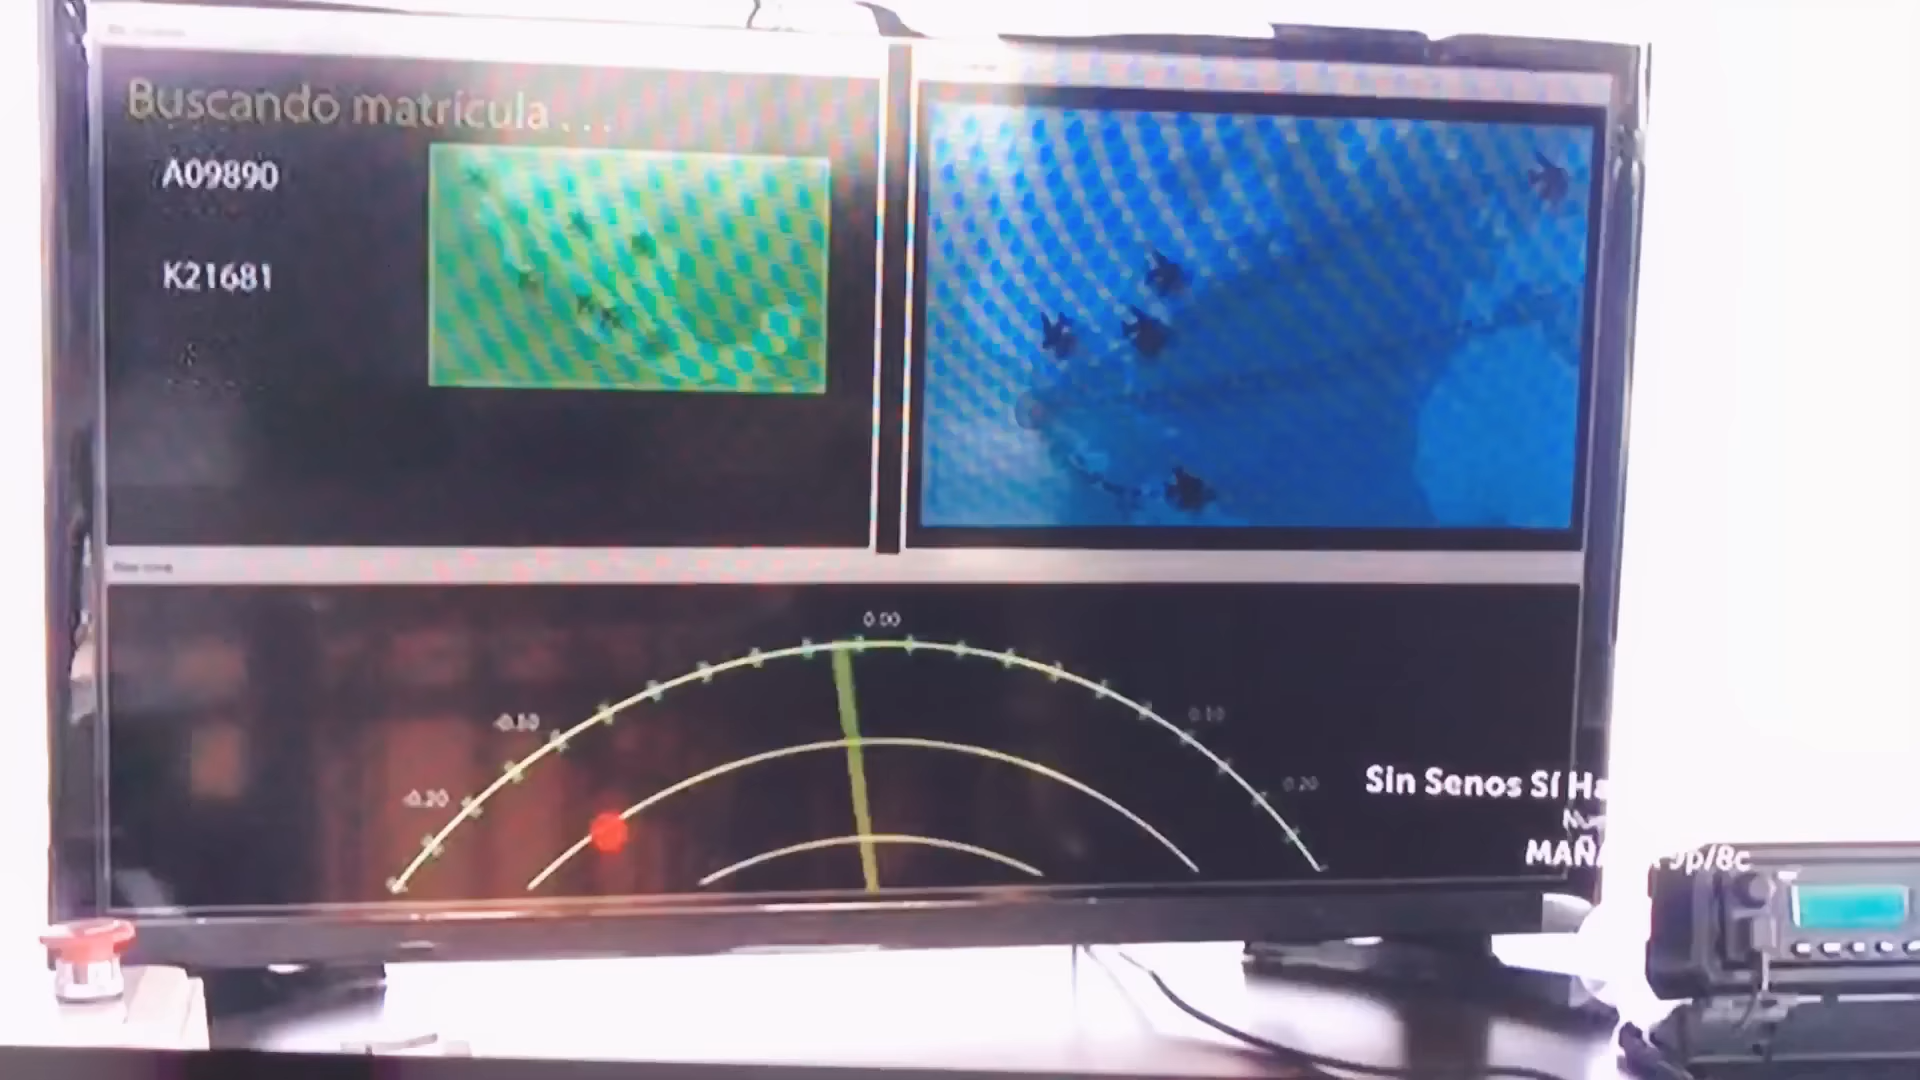 Buscando matrícula ...
A09890
K21681
0.00
-0.10
0.10
-0.20
0.20
Sin Senos Sí Ha
MAÑA 9p/8c